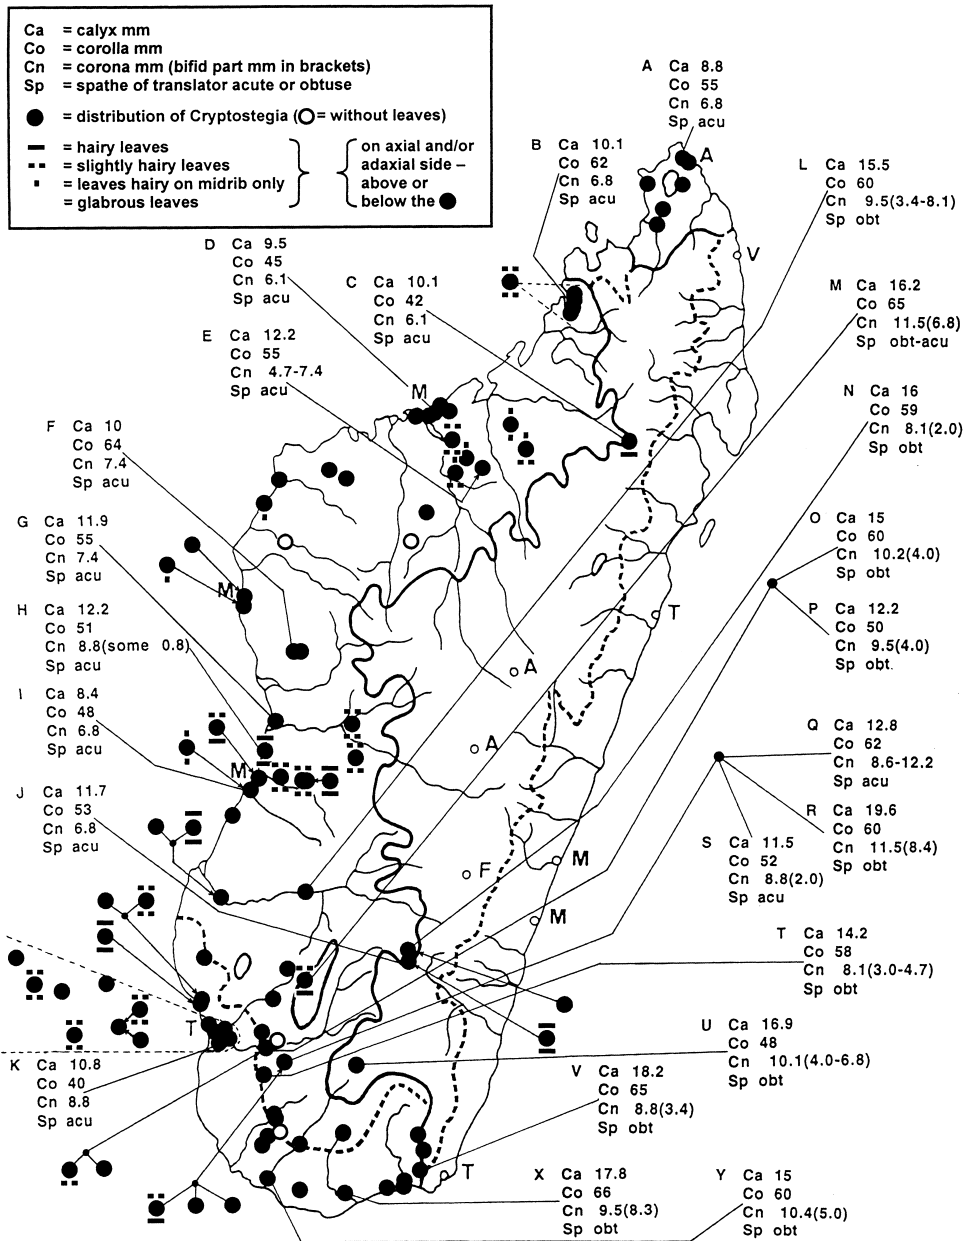 Ca = calyx mm
Co = corolla mm
Cn = corona mm (bifid part mm in brackets)
Sp = spathe of translator acute or obtuse
= distribution of Cryptostegia ( = without leaves)
= hairy leaves
= slightly hairy leaves
= leaves hairy on midrib only
= glabrous leaves
on axial and/or
adaxial side –
above or
below the
A Ca 8.8
Co 55
Cn 6.8
Sp acu
B Ca 10.1
Co 62
Cn 6.8
Sp acu
L Ca 15.5
Co 60
Cn 9.5(3.4-8.1)
Sp obt
D Ca 9.5
Co 45
Cn 6.1
Sp acu
C Ca 10.1
Co 42
Cn 6.1
Sp acu
M Ca 16.2
Co 65
Cn 11.5(6.8)
Sp obt-acu
E Ca 12.2
Co 55
Cn 4.7-7.4
Sp acu
N Ca 16
Co 59
Cn 8.1(2.0)
Sp obt
F Ca 10
Co 64
Cn 7.4
Sp acu
G Ca 11.9
Co 55
Cn 7.4
Sp acu
O Ca 15
Co 60
Cn 10.2(4.0)
Sp obt
H Ca 12.2
Co 51
Cn 8.8(some 0.8)
Sp acu
P Ca 12.2
Co 50
Cn 9.5(4.0)
Sp obt.
I Ca 8.4
Co 48
Cn 6.8
Sp acu
Q Ca 12.8
Co 62
Cn 8.6-12.2
Sp acu
J Ca 11.7
Co 53
Cn 6.8
Sp acu
R Ca 19.6
Co 60
Cn 11.5(8.4)
Sp obt
S Ca 11.5
Co 52
Cn 8.8(2.0)
Sp acu
T Ca 14.2
Co 58
Cn 8.1(3.0-4.7)
Sp obt
U Ca 16.9
Co 48
Cn 10.1(4.0-6.8)
Sp obt
K Ca 10.8
Co 40
Cn 8.8
Sp acu
V Ca 18.2
Co 65
Cn 8.8(3.4)
Sp obt
X Ca 17.8
Co 66
Cn 9.5(8.3)
Sp obt
Y Ca 15
Co 60
Cn 10.4(5.0)
Sp obt
A
V
M
M
T
A
A
M
F
M
M
T
T